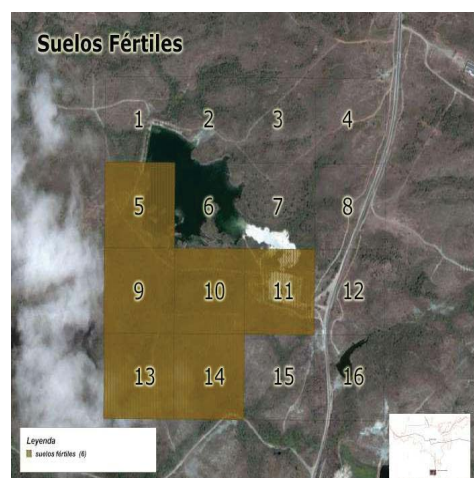 Suelos Fértiles
1 2 3 4
5 6 7 8
9 10 11 12
13 14 15 16
Leyenda
suelos fértiles (6)